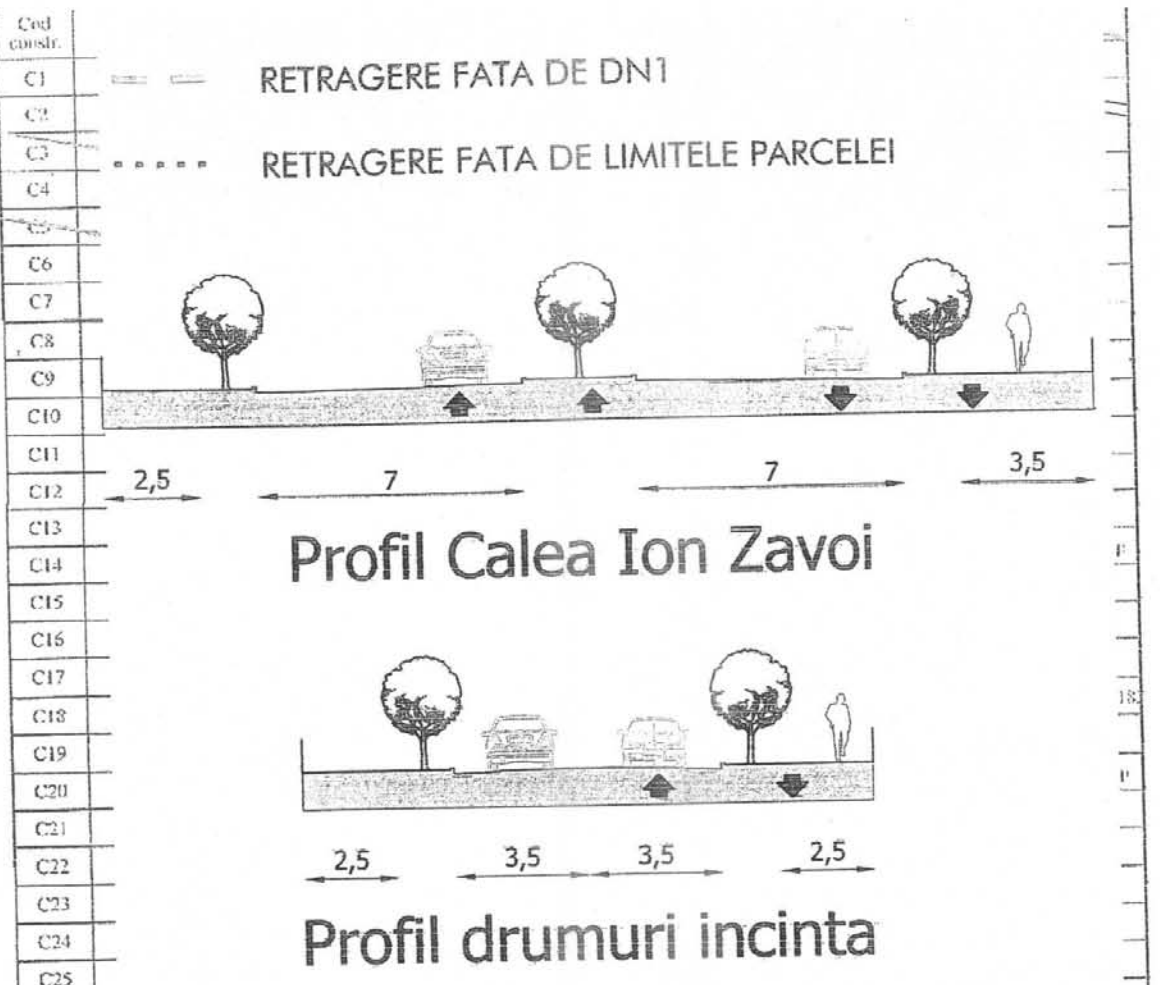 Cod
constr.
C1
C2
C3
C4
C5
C6
C7
C8
C9
C10
C11
C12
C13
C14
C15
C16
C17
C18
C19
C20
C21
C22
C23
C24
C25
RETRAGERE FATA DE DN1
RETRAGERE FATA DE LIMITELE PARCELEI
2,5 7 7 3,5
Profil Calea Ion Zavoi
2,5 3,5 3,5 2,5
Profil drumuri incinta